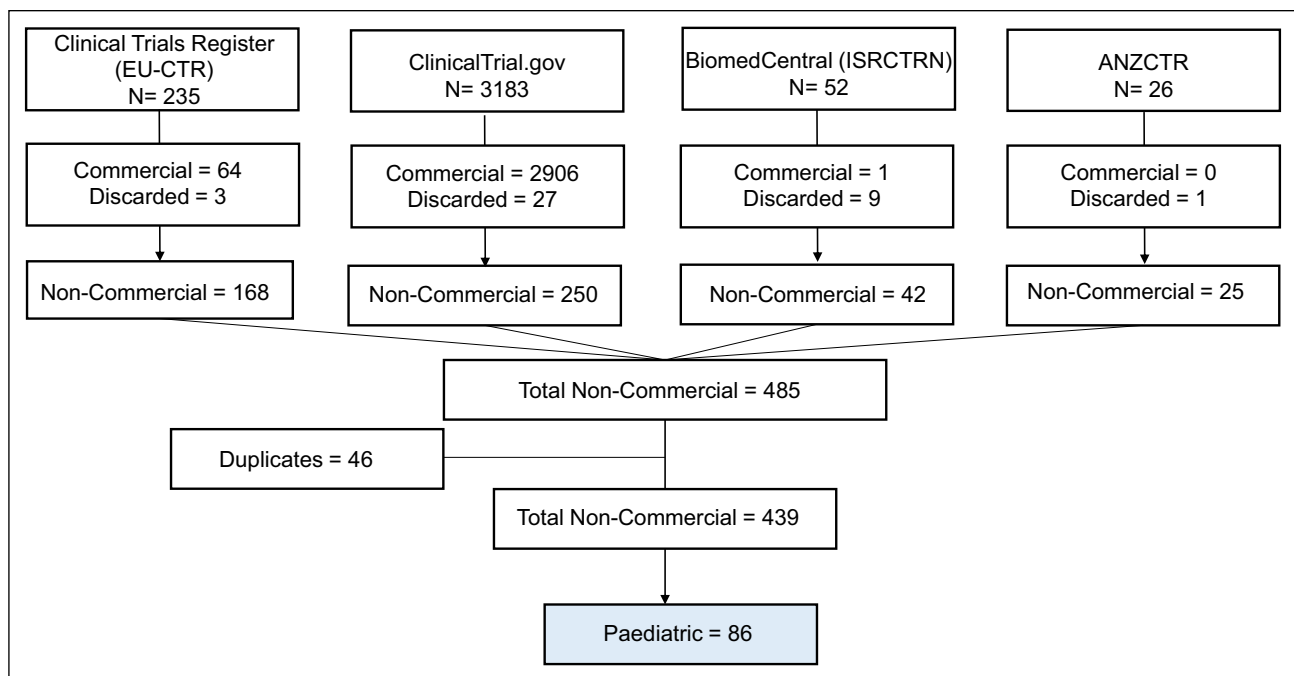 Clinical Trials Register
(EU-CTR)
N= 235
ClinicalTrial.gov
N= 3183
BiomedCentral (ISRCTRN)
N= 52
ANZCTR
N= 26
Commercial = 64
Discarded = 3
Commercial = 2906
Discarded = 27
Commercial = 1
Discarded = 9
Commercial = 0
Discarded = 1
Non-Commercial = 168
Non-Commercial = 250
Non-Commercial = 42
Non-Commercial = 25
Total Non-Commercial = 485
Duplicates = 46
Total Non-Commercial = 439
Paediatric = 86